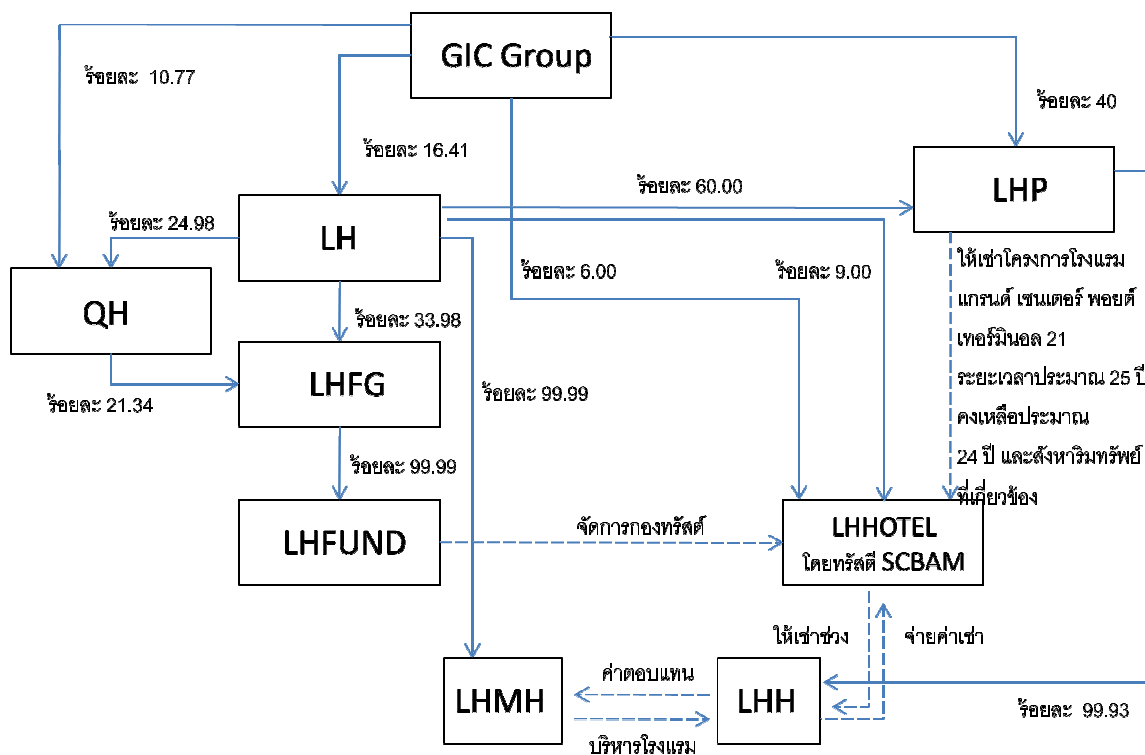 GIC Group
ร้อยละ 10.77
ร้อยละ 40
ร้อยละ 16.41
ร้อยละ 60.00
LHP
LH
ร้อยละ 24.98
ร้อยละ 6.00
ร้อยละ 9.00
ให้เช่าโครงการโรงแรม
แกรนด์ เซนเตอร์ พอยต์
เทอร์มินอล 21
ระยะเวลาประมาณ 25 ปี
คงเหลือประมาณ
24 ปี และสังหาริมทรัพย์
ที่เกี่ยวข้อง
QH
ร้อยละ 33.98
LHFG
ร้อยละ 21.34
ร้อยละ 99.99
ร้อยละ 99.99
LHFUND
จัดการกองทรัสต์
LHHOTEL
โดยทรัสตี SCBAM
ให้เช่าช่วง
จ่ายค่าเช่า
LHMH
ค่าตอบแทน
บริหารโรงแรม
LHH
ร้อยละ 99.93